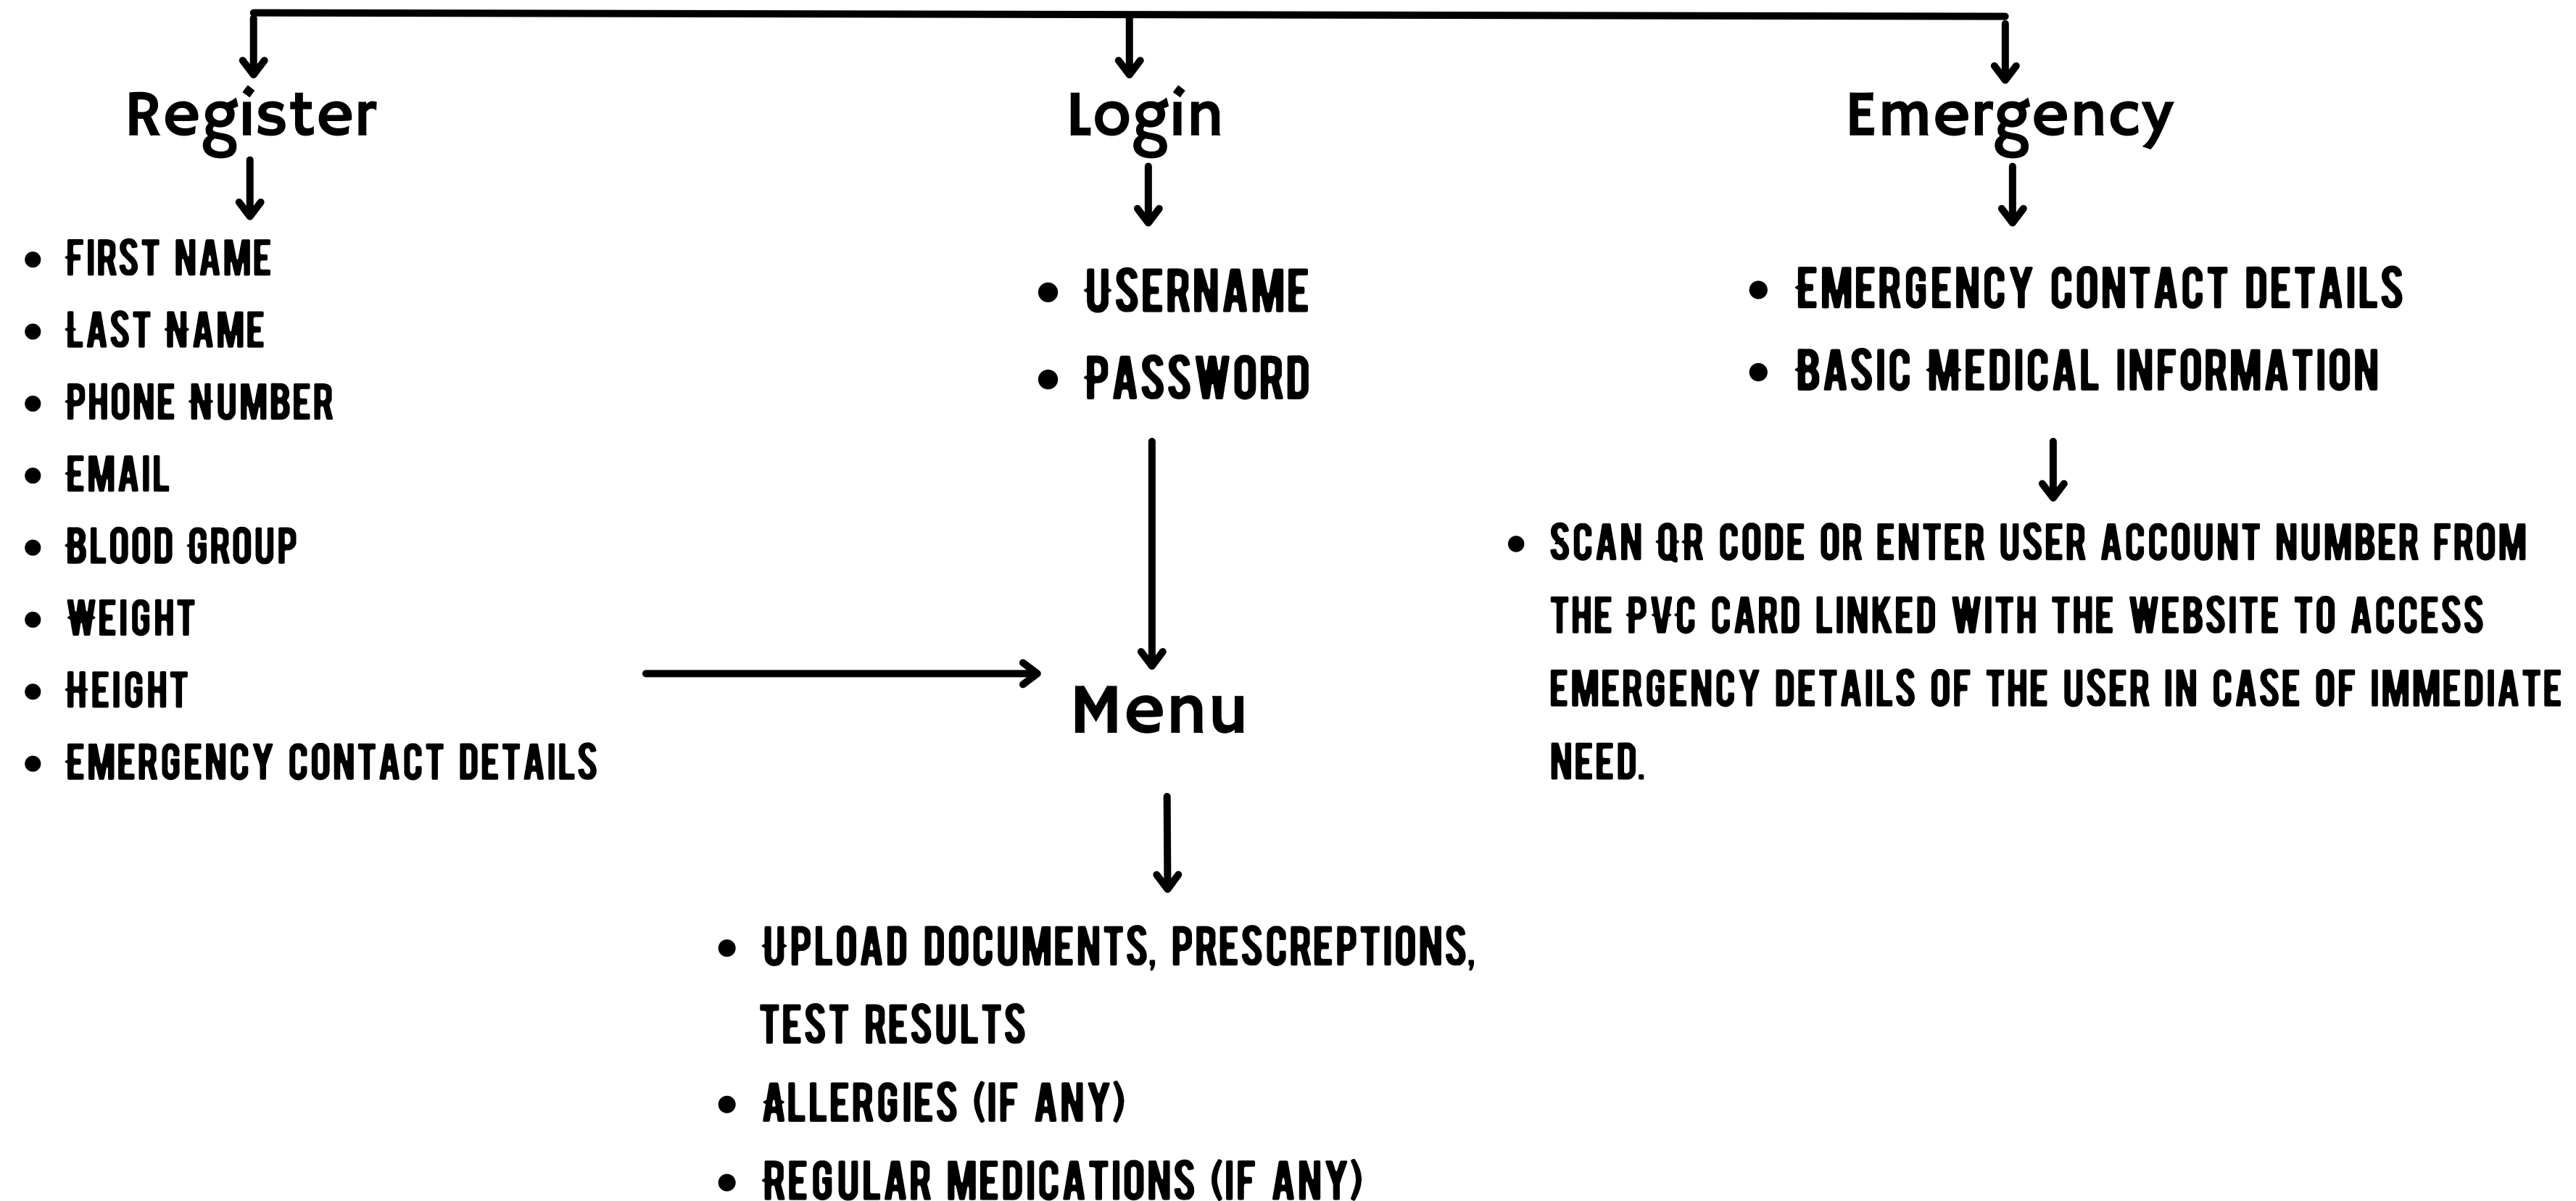 Register
Login
Emergency
First name
Last Name
Phone Number
Email
Blood Group
Weight
Height
Emergency contact details
Username
Password
Emergency contact details
Basic Medical Information
Scan QR code or enter user account number from
the PVC card linked with the website to access
emergency details of the user in case of immediate
need.
Menu
Upload documents, prescreptions,
test results
Allergies (if any)
Regular medications (if any)